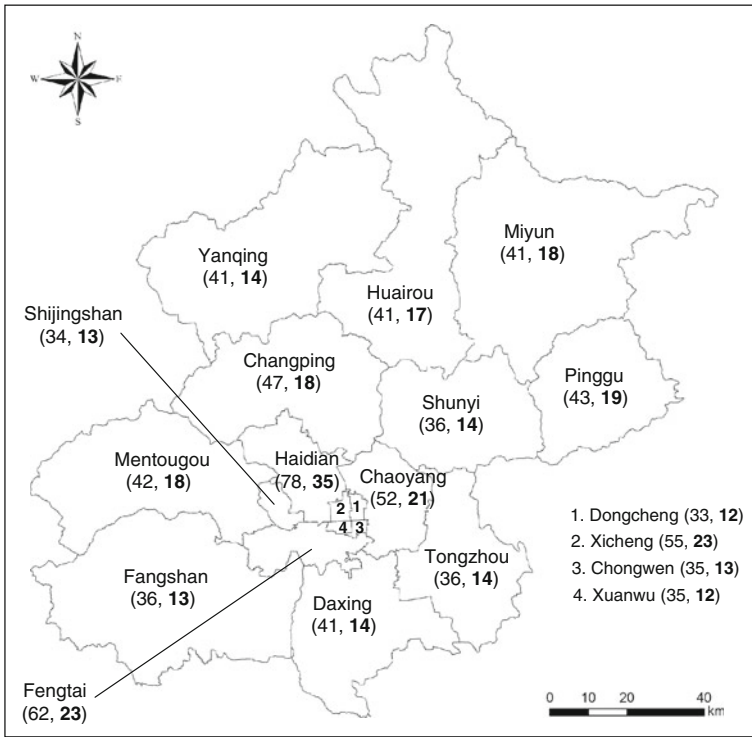 N
W E
S
Miyun
(41, 18)
Yanqing
(41, 14)
Huairou
(41, 17)
Shijingshan
(34, 13)
Changping
(47, 18)
Pinggu
(43, 19)
Shunyi
(36, 14)
Mentougou
(42, 18)
Haidian
(78, 35)
Chaoyang
(52, 21)
2 1
4 3
1. Dongcheng (33, 12)
2. Xicheng (55, 23)
3. Chongwen (35, 13)
4. Xuanwu (35, 12)
Tongzhou
(36, 14)
Fangshan
(36, 13)
Daxing
(41, 14)
Fengtai
(62, 23)
0 10 20 40
km